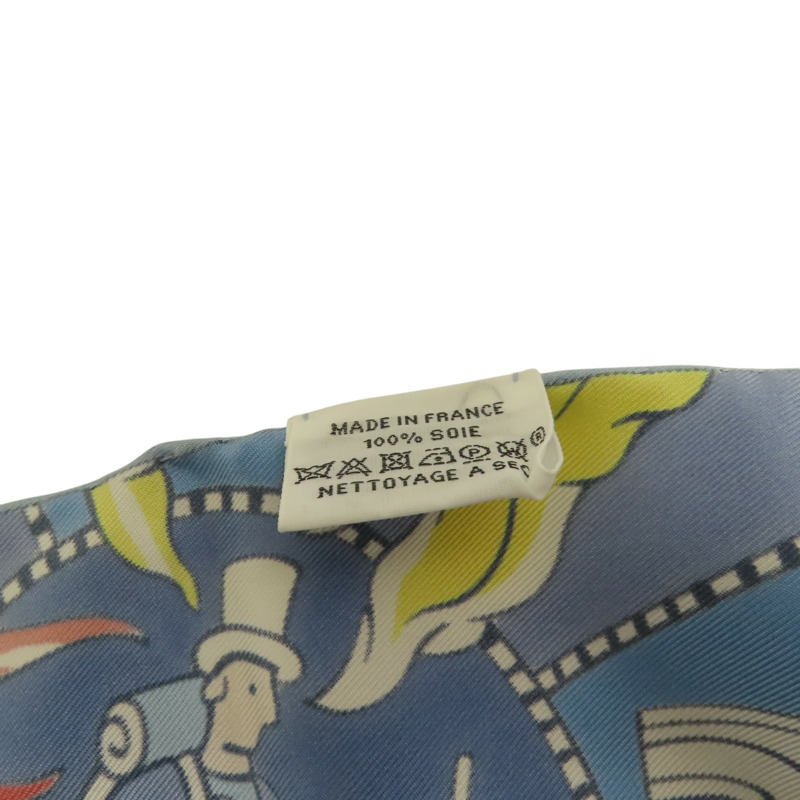 MADE IN FRANCE
100% SOIE
®
NETTOYAGE A SEC